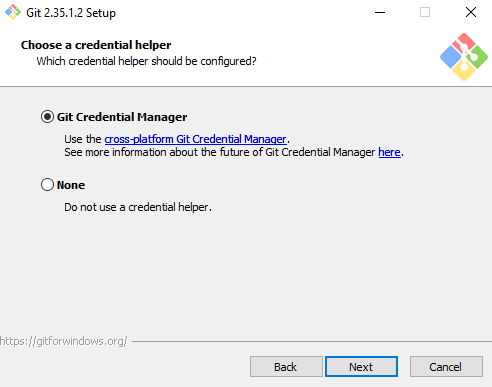 Git 2.35.1.2 Setup
Choose a credential helper
Which credential helper should be configured?
Git Credential Manager
Use the cross-platform Git Credential Manager.
See more information about the future of Git Credential Manager here.
None
Do not use a credential helper.
https://gitforwindows.org/
Back
Next
Cancel